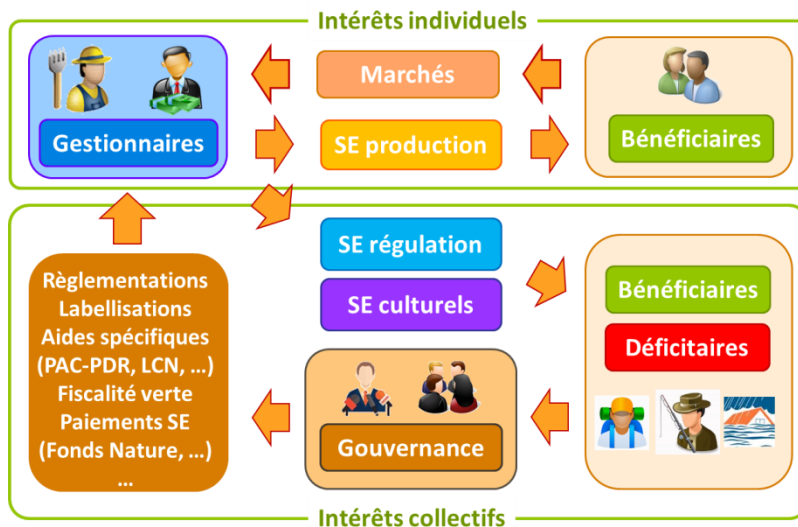 Intérêts individuels
Gestionnaires
Marchés
SE production
Bénéficiaires
SE régulation
SE culturels
Bénéficiaires
Déficitaires
Règlementations
Labellisations
Aides spécifiques
(PAC-PDR, LCN, ...)
Fiscalité verte
Paiements SE
(Fonds Nature, ...)
...
Gouvernance
Intérêts collectifs